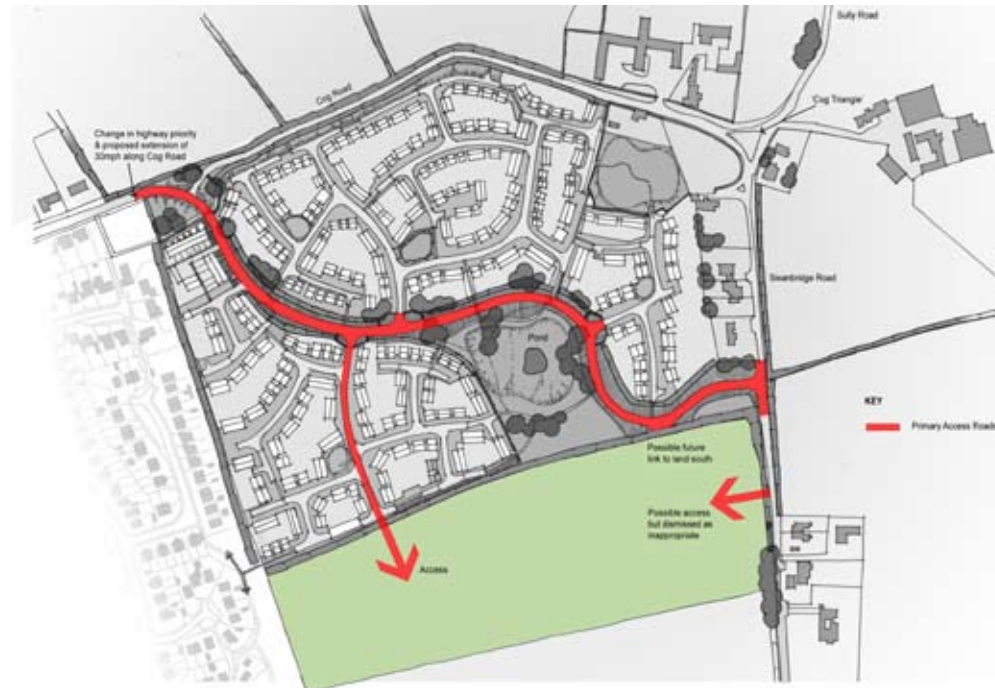 Sully Road
Cog Road
'Cog Triangle'
Change in highway priority
& proposed extension of
30mph along Cog Road
Swanbridge Road
Pond
KEY
Primary Access Roads
Possible future
link to land south
Possible access
but dismissed as
inappropriate
Access